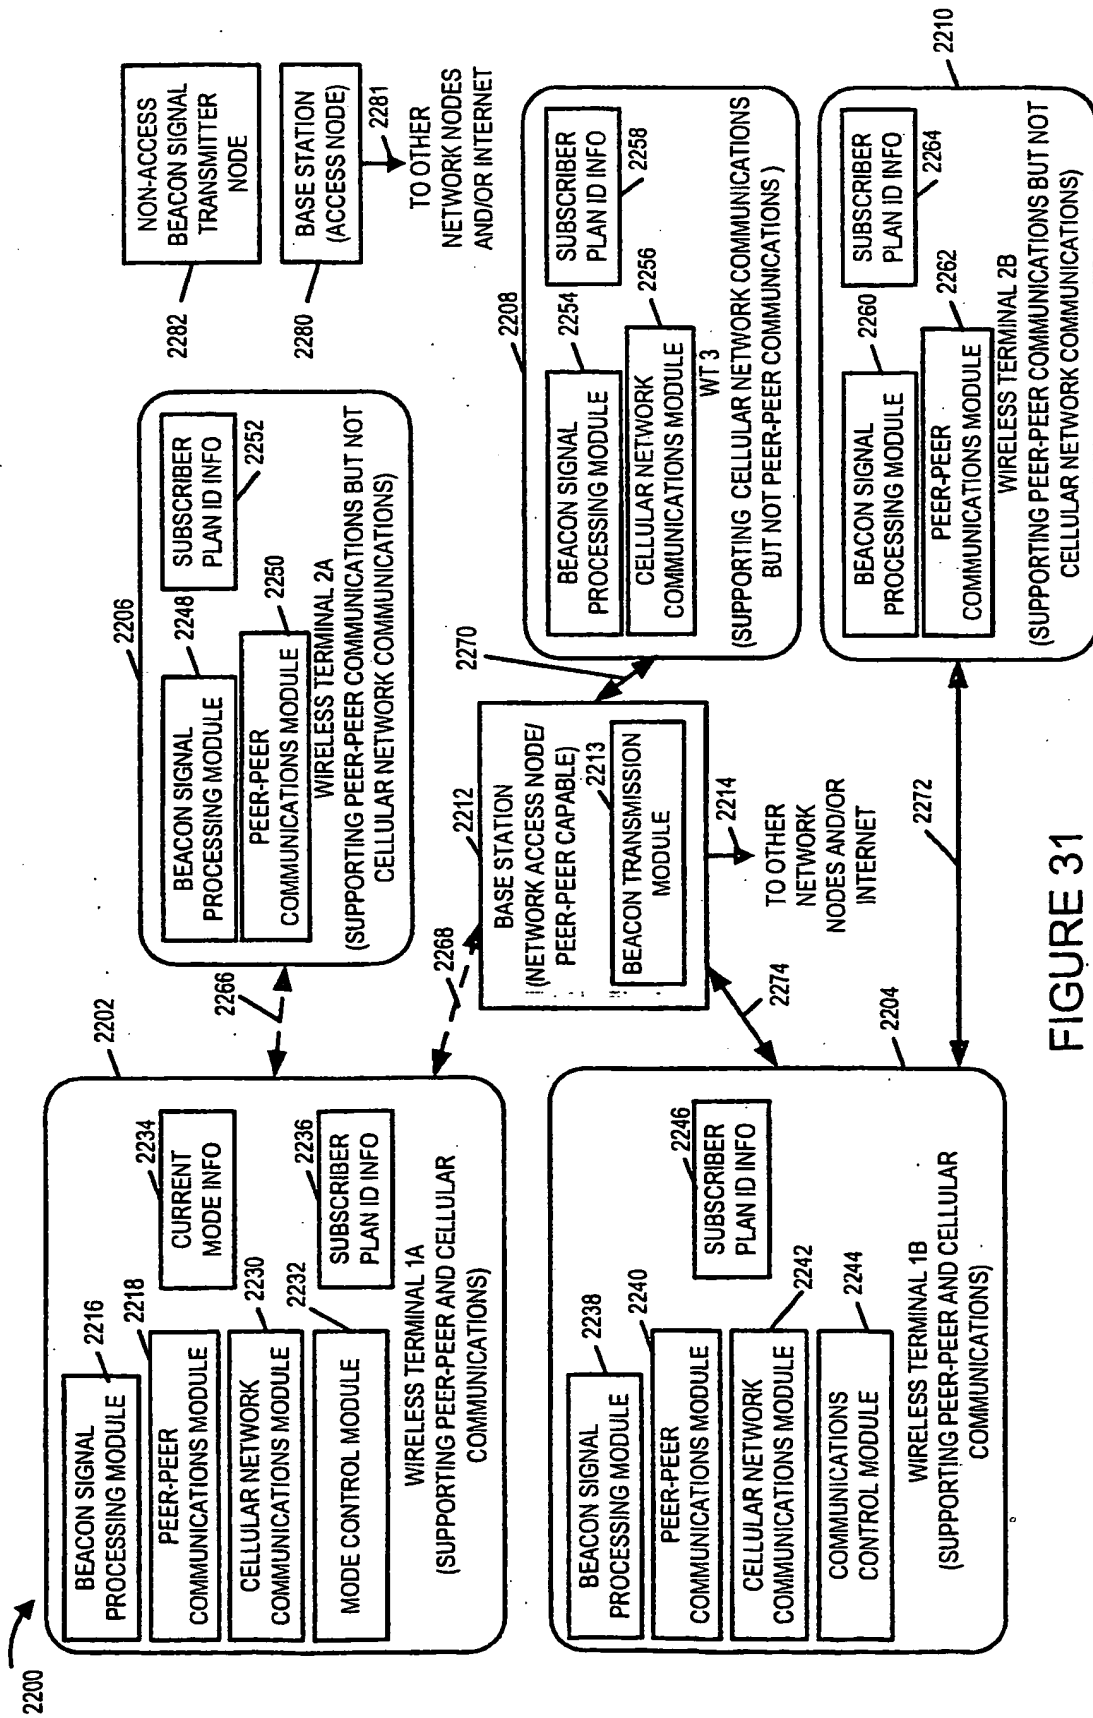 2200
2202
BEACON SIGNAL
PROCESSING MODULE
2216
PEER-PEER
COMMUNICATIONS MODULE
2218
CELLULAR NETWORK
COMMUNICATIONS MODULE
2230
MODE CONTROL MODULE
2232
CURRENT
MODE INFO
2234
SUBSCRIBER
PLAN ID INFO
2236
WIRELESS TERMINAL 1A
(SUPPORTING PEER-PEER AND CELLULAR
COMMUNICATIONS)
2266
2268
2206
BEACON SIGNAL
PROCESSING MODULE
2248
SUBSCRIBER
PLAN ID INFO
2252
PEER-PEER
COMMUNICATIONS MODULE
2250
WIRELESS TERMINAL 2A
(SUPPORTING PEER-PEER COMMUNICATIONS BUT NOT
CELLULAR NETWORK COMMUNICATIONS)
2282
NON-ACCESS
BEACON SIGNAL
TRANSMITTER
NODE
2280
BASE STATION
(ACCESS NODE)
2281
TO OTHER
NETWORK NODES
AND/OR INTERNET
2212
BASE STATION
(NETWORK ACCESS NODE/
PEER-PEER CAPABLE)
2213
BEACON TRANSMISSION
MODULE
2214
TO OTHER
NETWORK
NODES AND/OR
INTERNET
2270
2274
2208
BEACON SIGNAL
PROCESSING MODULE
2254
SUBSCRIBER
PLAN ID INFO
2258
CELLULAR NETWORK
COMMUNICATIONS MODULE
2256
WT 3
(SUPPORTING CELLULAR NETWORK COMMUNICATIONS
BUT NOT PEER-PEER COMMUNICATIONS )
2204
BEACON SIGNAL
PROCESSING MODULE
2238
PEER-PEER
COMMUNICATIONS MODULE
2240
CELLULAR NETWORK
COMMUNICATIONS MODULE
2242
COMMUNICATIONS
CONTROL MODULE
2244
SUBSCRIBER
PLAN ID INFO
2246
WIRELESS TERMINAL 1B
(SUPPORTING PEER-PEER AND CELLULAR
COMMUNICATIONS)
2272
2210
BEACON SIGNAL
PROCESSING MODULE
2260
SUBSCRIBER
PLAN ID INFO
2264
PEER-PEER
COMMUNICATIONS MODULE
2262
WIRELESS TERMINAL 2B
(SUPPORTING PEER-PEER COMMUNICATIONS BUT NOT
CELLULAR NETWORK COMMUNICATIONS)
FIGURE 31